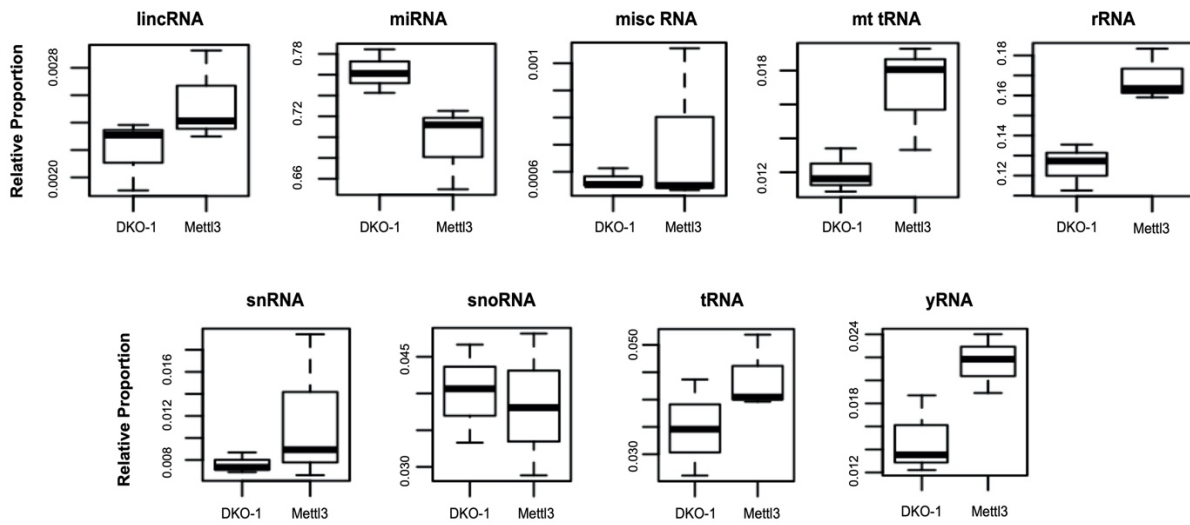 lincRNA miRNA misc RNA mt tRNA rRNA
Relative Proportion
0.0028
0.0020
DKO-1 Mettl3
0.78
0.72
0.66
DKO-1 Mettl3
0.001
0.0006
DKO-1 Mettl3
0.018
0.012
DKO-1 Mettl3
0.18
0.16
0.14
0.12
DKO-1 Mettl3
snRNA snoRNA tRNA yRNA
Relative Proportion
0.016
0.012
0.008
DKO-1 Mettl3
0.045
0.030
DKO-1 Mettl3
0.050
0.030
DKO-1 Mettl3
0.024
0.018
0.012
DKO-1 Mettl3